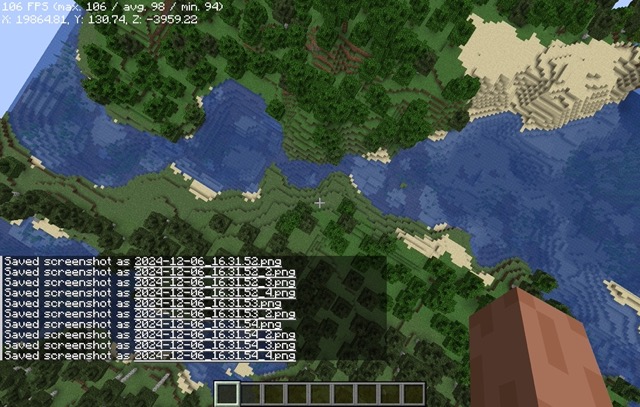 106 FPS (max. 106 / avg. 98 / min. 94)
X: 19864.81, Y: 130.74, Z: -3959.22
Saved screenshot as 2024-12-06_16.31.52.png
Saved screenshot as 2024-12-06_16.31.52_2.png
Saved screenshot as 2024-12-06_16.31.52_3.png
Saved screenshot as 2024-12-06_16.31.52_4.png
Saved screenshot as 2024-12-06_16.31.53.png
Saved screenshot as 2024-12-06_16.31.53_2.png
Saved screenshot as 2024-12-06_16.31.54.png
Saved screenshot as 2024-12-06_16.31.54_2.png
Saved screenshot as 2024-12-06_16.31.54_3.png
Saved screenshot as 2024-12-06_16.31.54_4.png